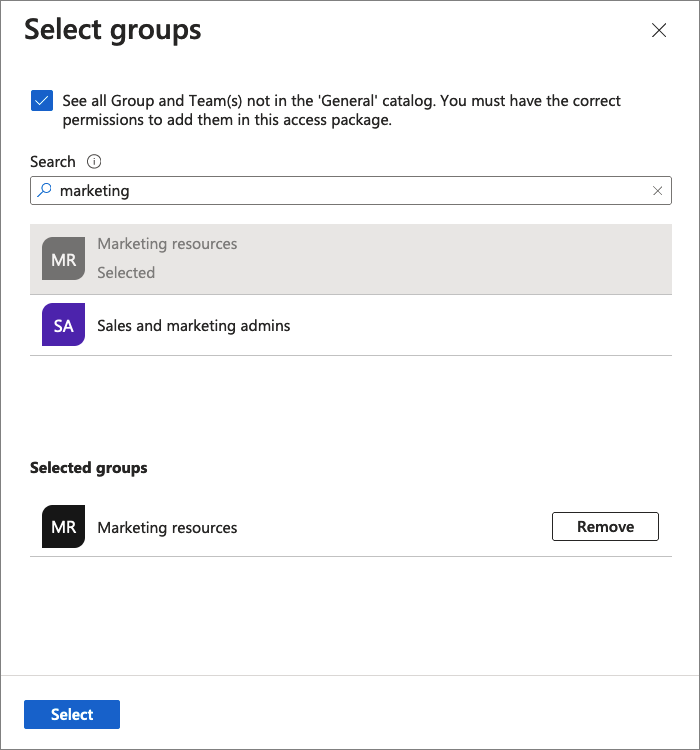 Select groups
See all Group and Team(s) not in the 'General' catalog. You must have the correct
permissions to add them in this access package.
Search
marketing
MR
Marketing resources
Selected
SA
Sales and marketing admins
Selected groups
MR
Marketing resources
Remove
Select